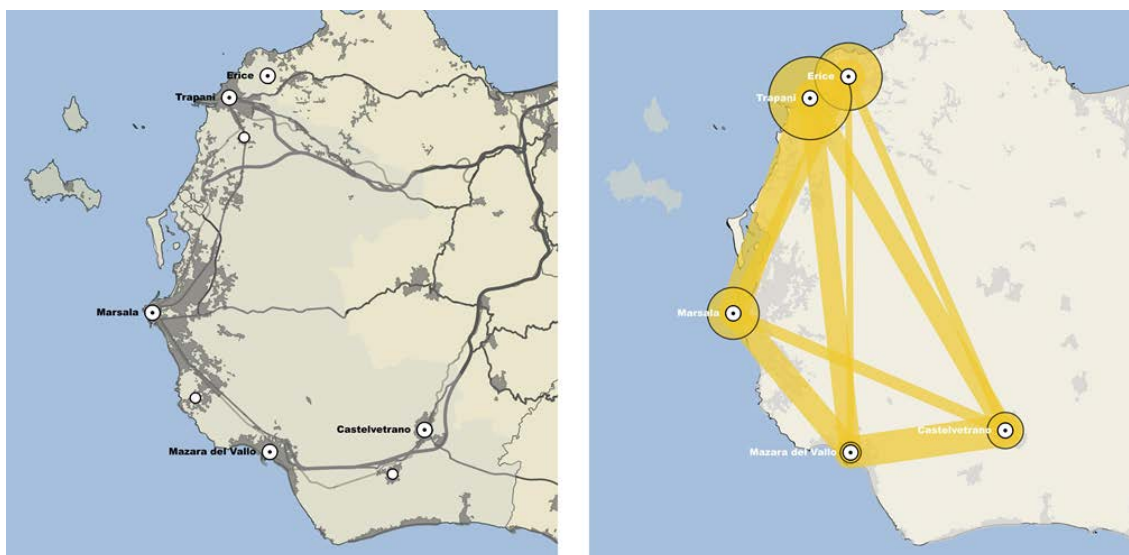 Erice
Trapani
Marsala
Castelvetrano
Mazara del Vallo
Erice
Trapani
Marsala
Castelvetrano
Mazara del Vallo